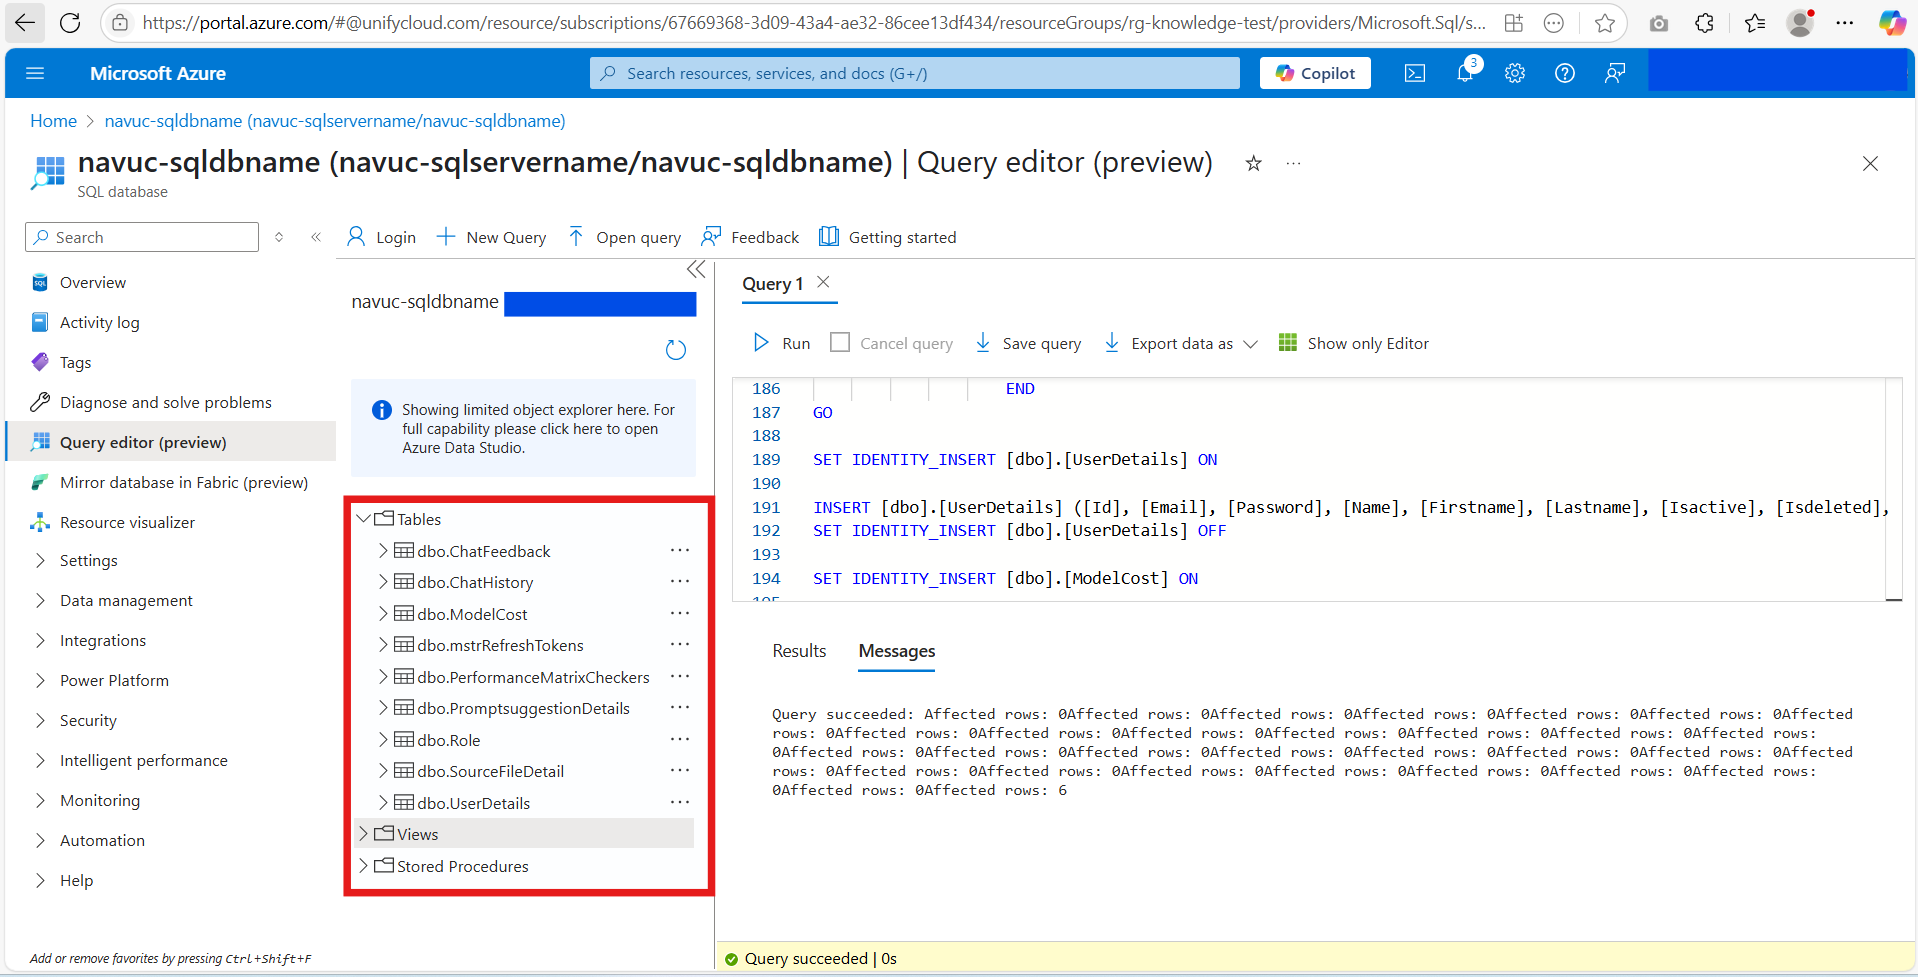 https://portal.azure.com/#@unifycloud.com/resource/subscriptions/67669368-3d09-43a4-ae32-86cee13df434/resourceGroups/rg-knowledge-test/providers/Microsoft.Sql/s...
Microsoft Azure
Search resources, services, and docs (G+/)
Copilot
3
Home > navuc-sqldbname (navuc-sqlservername/navuc-sqldbname)
navuc-sqldbname (navuc-sqlservername/navuc-sqldbname) | Query editor (preview)
SQL database
Search
Login
New Query
Open query
Feedback
Getting started
Overview
Activity log
Tags
Diagnose and solve problems
Query editor (preview)
Mirror database in Fabric (preview)
Resource visualizer
Settings
Data management
Integrations
Power Platform
Security
Intelligent performance
Monitoring
Automation
Help
Add or remove favorites by pressing Ctrl+Shift+F
navuc-sqldbname
Showing limited object explorer here. For
full capability please click here to open
Azure Data Studio.
Tables
dbo.ChatFeedback
dbo.ChatHistory
dbo.ModelCost
dbo.mstrRefreshTokens
dbo.PerformanceMatrixCheckers
dbo.PromptsuggestionDetails
dbo.Role
dbo.SourceFileDetail
dbo.UserDetails
Views
Stored Procedures
Query 1
Run
Cancel query
Save query
Export data as
Show only Editor
186 END
187 GO
188
189 SET IDENTITY_INSERT [dbo].[UserDetails] ON
190
191 INSERT [dbo].[UserDetails] ([Id], [Email], [Password], [Name], [Firstname], [Lastname], [Isactive], [Isdeleted],
192 SET IDENTITY_INSERT [dbo].[UserDetails] OFF
193
194 SET IDENTITY_INSERT [dbo].[ModelCost] ON
Results
Messages
Query succeeded: Affected rows: 0Affected rows: 0Affected rows: 0Affected rows: 0Affected rows: 0Affected rows: 0Affected
rows: 0Affected rows: 0Affected rows: 0Affected rows: 0Affected rows: 0Affected rows: 0Affected rows: 0Affected rows:
0Affected rows: 0Affected rows: 0Affected rows: 0Affected rows: 0Affected rows: 0Affected rows: 0Affected rows: 0Affected
rows: 0Affected rows: 0Affected rows: 0Affected rows: 0Affected rows: 0Affected rows: 0Affected rows: 0Affected rows:
0Affected rows: 0Affected rows: 6
Query succeeded | 0s